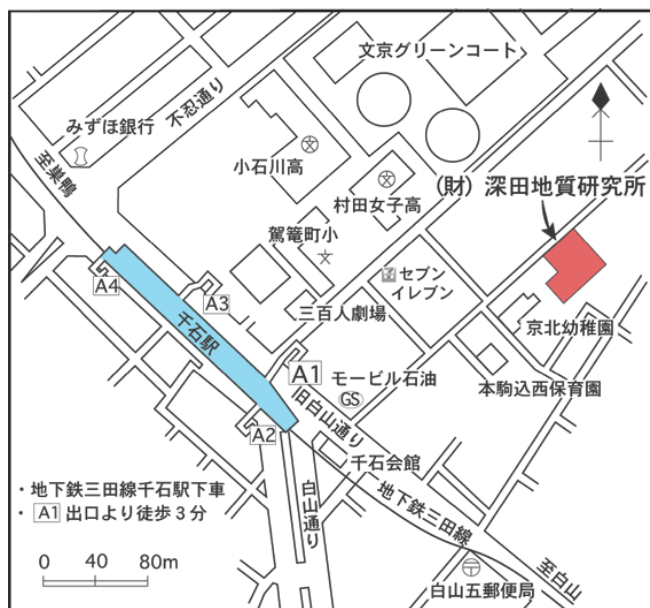 文京グリーンコート
不忍通り
みずほ銀行
小石川高
至巣鴨
村田女子高
(財) 深田地質研究所
駕篭町小
セブン
イレブン
A4
A3
三百人劇場
千石駅
京北幼稚園
A1
モービル石油
GS
本駒込西保育園
旧白山通り
A2
千石会館
・地下鉄三田線千石駅下車
・A1 出口より徒歩3分
白山通り
地下鉄三田線
0 40 80m
至白山
白山五郵便局